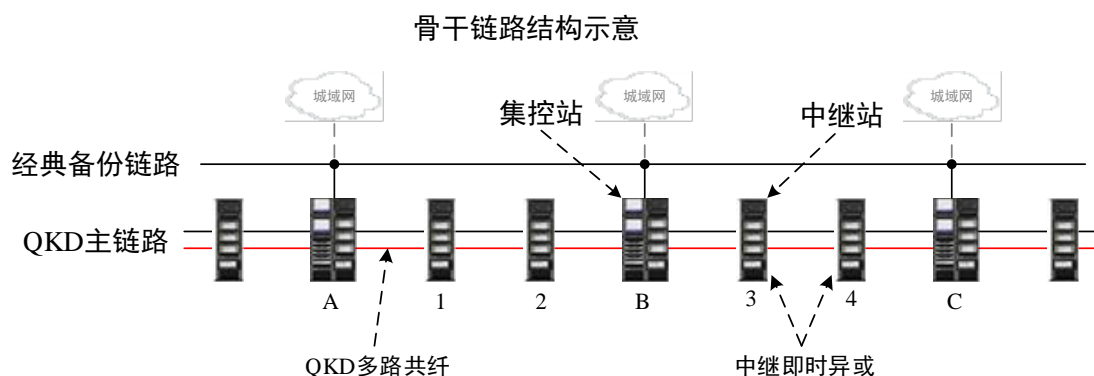 骨干链路结构示意
城域网 城域网 城域网
集控站 中继站
经典备份链路
QKD主链路
A 1 2 B 3 4 C
QKD多路共纤 中继即时异或